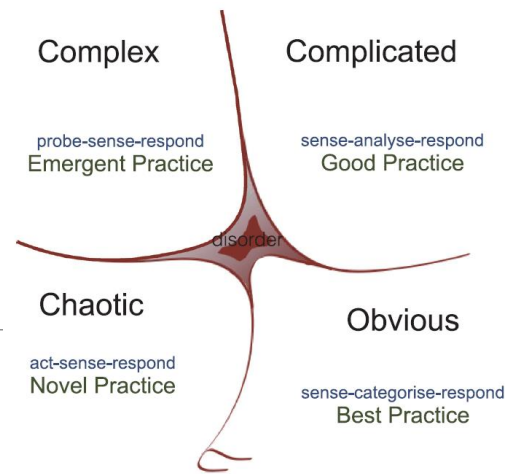 Complex
probe-sense-respond
Emergent Practice
Complicated
sense-analyse-respond
Good Practice
disorder
Chaotic
act-sense-respond
Novel Practice
Obvious
sense-categorise-respond
Best Practice